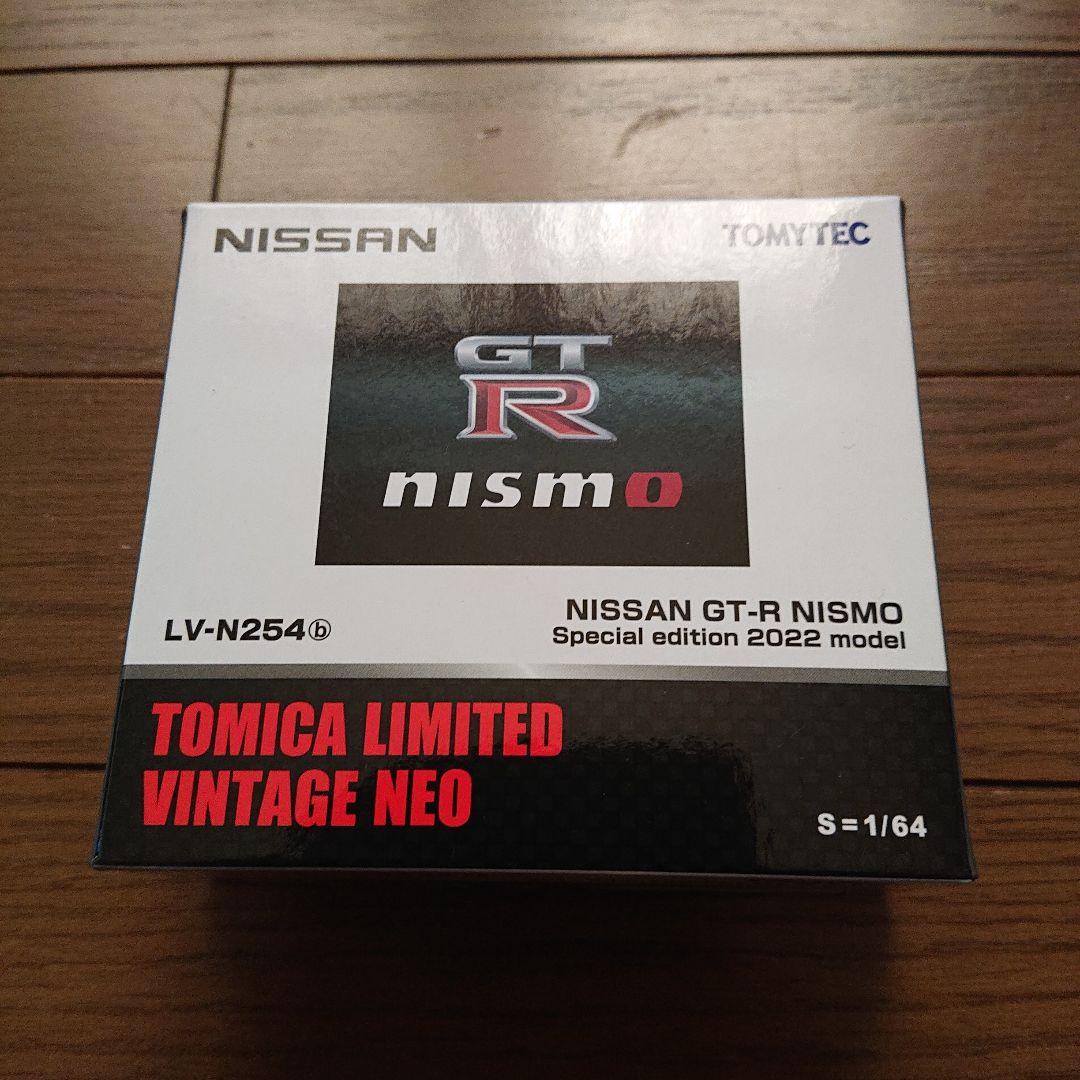 NISSAN
TOMYTEC
GT
R
nismo
LV-N254ⓑ
NISSAN GT-R NISMO
Special edition 2022 model
TOMICA LIMITED
VINTAGE NEO
S=1/64